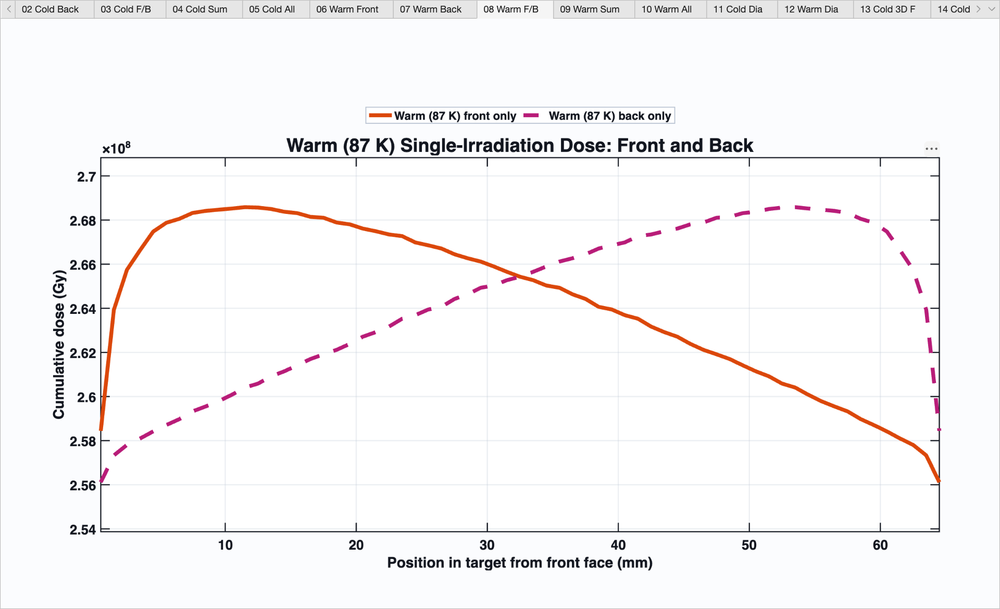 02 Cold Back 03 Cold F/B 04 Cold Sum 05 Cold All 06 Warm Front 07 Warm Back 08 Warm F/B 09 Warm Sum 10 Warm All 11 Cold Dia 12 Warm Dia 13 Cold 3D F 14 Cold
Warm (87 K) front only Warm (87 K) back only
Warm (87 K) Single-Irradiation Dose: Front and Back
×10⁸
2.7
2.68
2.66
2.64
2.62
2.6
2.58
2.56
2.54
Cumulative dose (Gy)
10 20 30 40 50 60
Position in target from front face (mm)